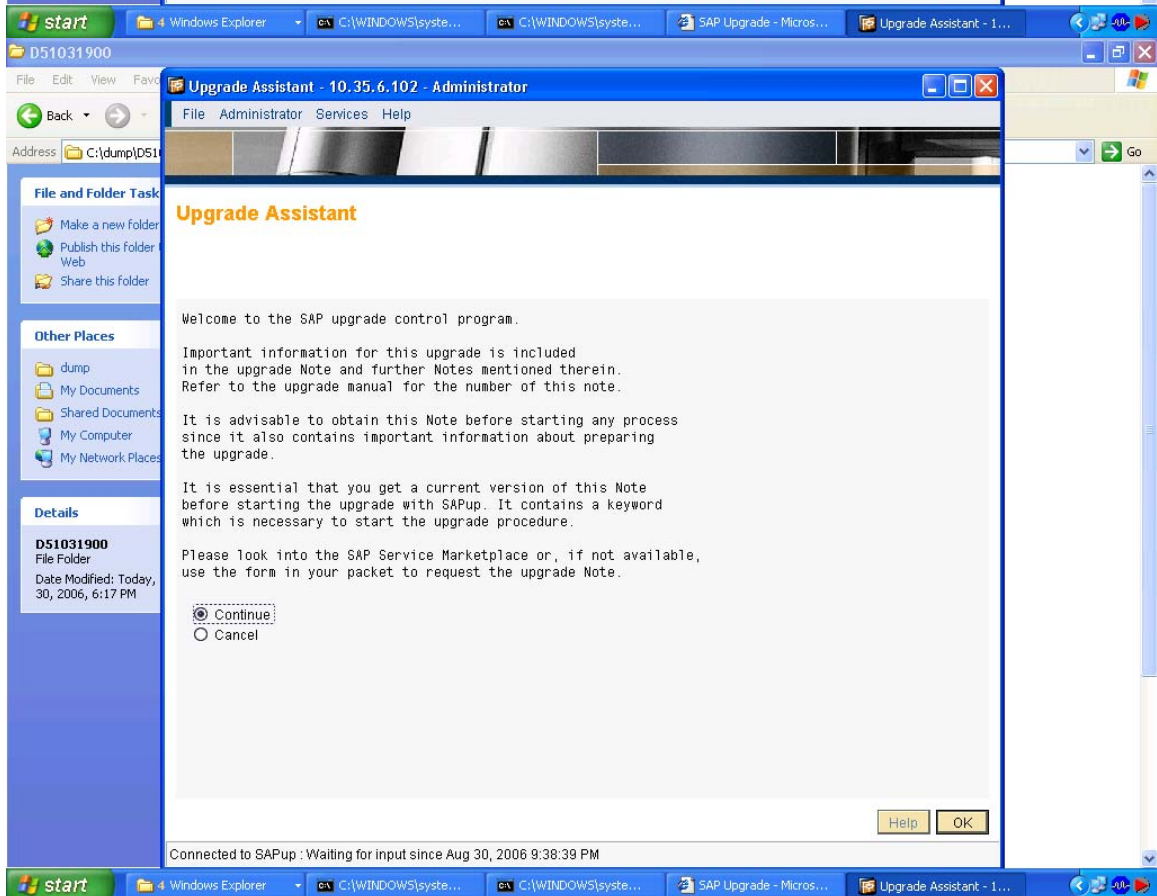 start
4 Windows Explorer
C:\WINDOWS\syste...
C:\WINDOWS\syste...
SAP Upgrade - Micros...
Upgrade Assistant - 1...
D51031900
File Edit View
Upgrade Assistant - 10.35.6.102 - Administrator
Back
File Administrator Services Help
Address C:\dump\D51
Go
File and Folder Task
Make a new folder
Publish this folder
Web
Share this folder
Other Places
dump
My Documents
Shared Documents
My Computer
My Network Places
Details
D51031900
File Folder
Date Modified: Today,
30, 2006, 6:17 PM
Upgrade Assistant
Welcome to the SAP upgrade control program.
Important information for this upgrade is included
in the upgrade Note and further Notes mentioned therein.
Refer to the upgrade manual for the number of this note.
It is advisable to obtain this Note before starting any process
since it also contains important information about preparing
the upgrade.
It is essential that you get a current version of this Note
before starting the upgrade with SAPup. It contains a keyword
which is necessary to start the upgrade procedure.
Please look into the SAP Service Marketplace or, if not available,
use the form in your packet to request the upgrade Note.
Continue
Cancel
Help OK
Connected to SAPup : Waiting for input since Aug 30, 2006 9:38:39 PM
start
4 Windows Explorer
C:\WINDOWS\syste...
C:\WINDOWS\syste...
SAP Upgrade - Micros...
Upgrade Assistant - 1...